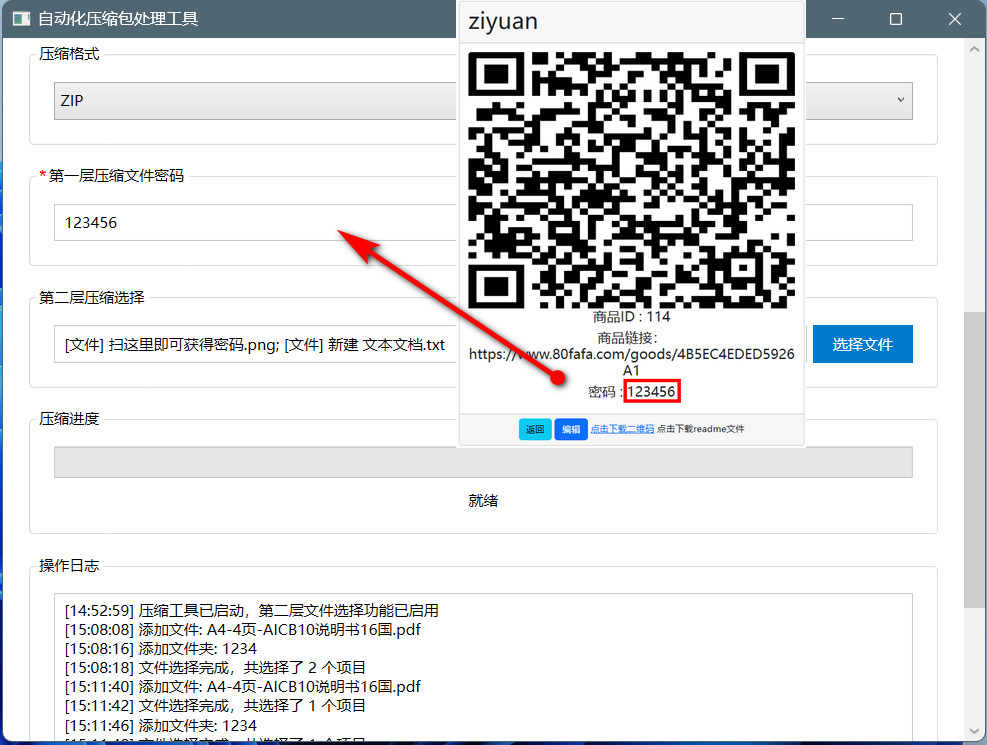 自动化压缩包处理工具
压缩格式
ZIP
*第一层压缩文件密码
123456
第二层压缩选择
[文件] 扫这里即可获得密码.png; [文件] 新建 文本文档.txt
选择文件
压缩进度
就绪
操作日志
[14:52:59] 压缩工具已启动，第二层文件选择功能已启用
[15:08:08] 添加文件: A4-4页-AICB10说明书16国.pdf
[15:08:16] 添加文件夹: 1234
[15:08:18] 文件选择完成，共选择了 2 个项目
[15:11:40] 添加文件: A4-4页-AICB10说明书16国.pdf
[15:11:42] 文件选择完成，共选择了 1 个项目
[15:11:46] 添加文件夹: 1234
ziyuan
商品ID : 114
商品链接：
https://www.80fafa.com/goods/4B5EC4EDED5926
A1
密码 : 123456
返回 编辑 点击下载二维码 点击下载readme文件